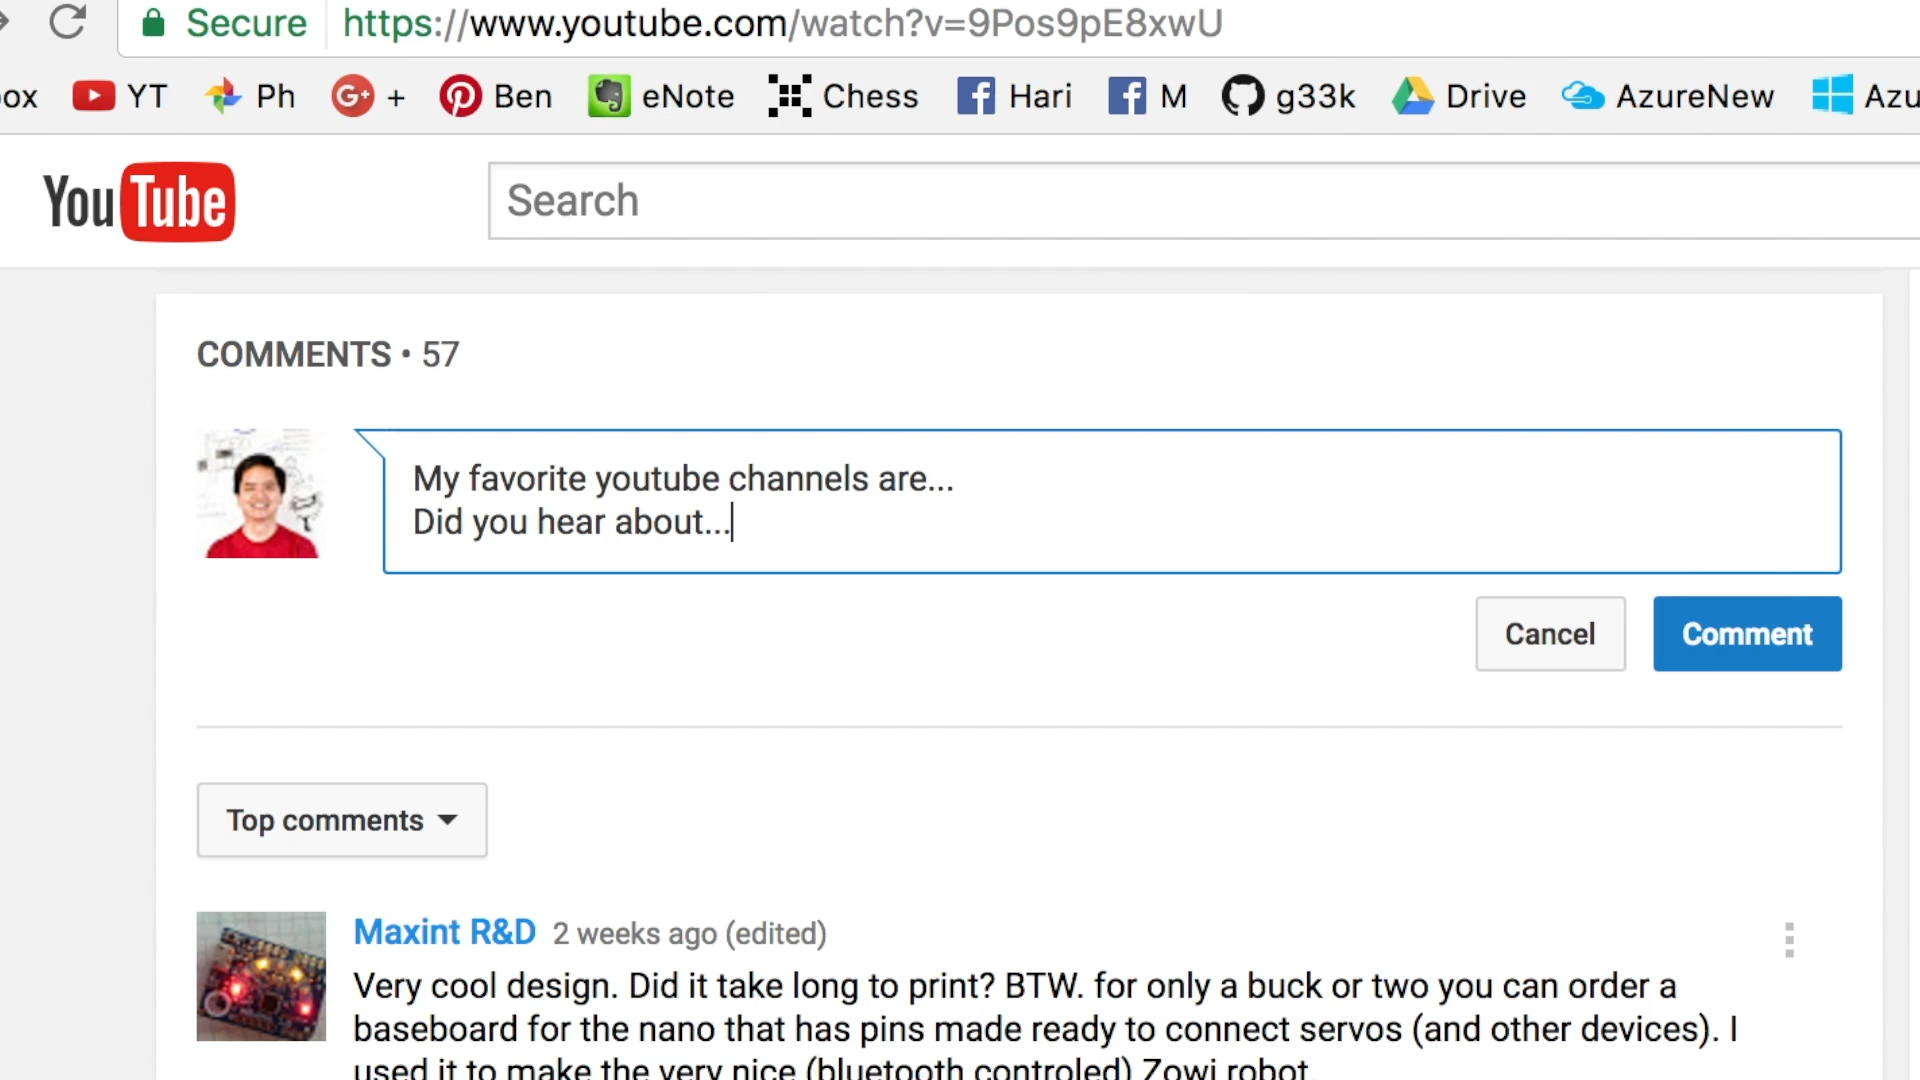 Secure https://www.youtube.com/watch?v=9Pos9pE8xwU
ox YT Ph G+ + Ben eNote Chess Hari M g33k Drive AzureNew Azu
YouTube Search
COMMENTS • 57
My favorite youtube channels are...
Did you hear about...
Cancel Comment
Top comments
Maxint R&D 2 weeks ago (edited)
Very cool design. Did it take long to print? BTW. for only a buck or two you can order a
baseboard for the nano that has pins made ready to connect servos (and other devices). I
used it to make the very nice (bluetooth controled) Zowi robot